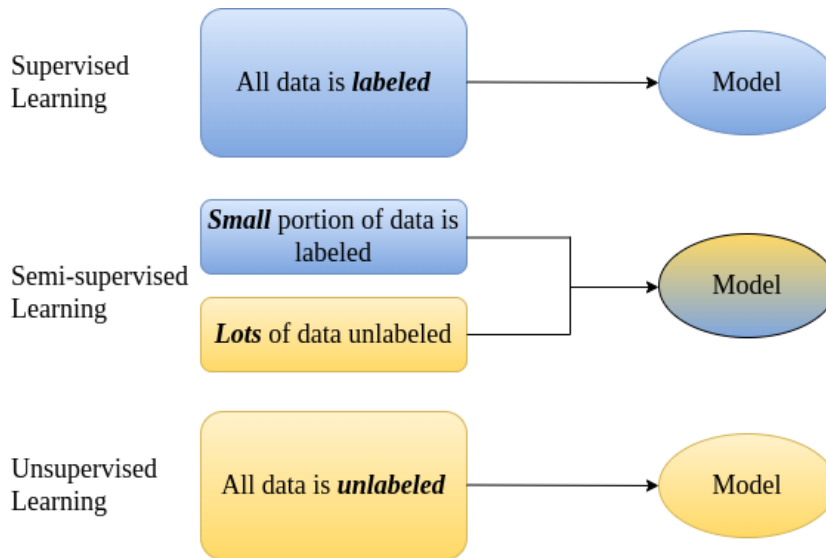 Supervised
Learning
All data is labeled
Model
Small portion of data is
labeled
Semi-supervised
Learning
Lots of data unlabeled
Model
Unsupervised
Learning
All data is unlabeled
Model